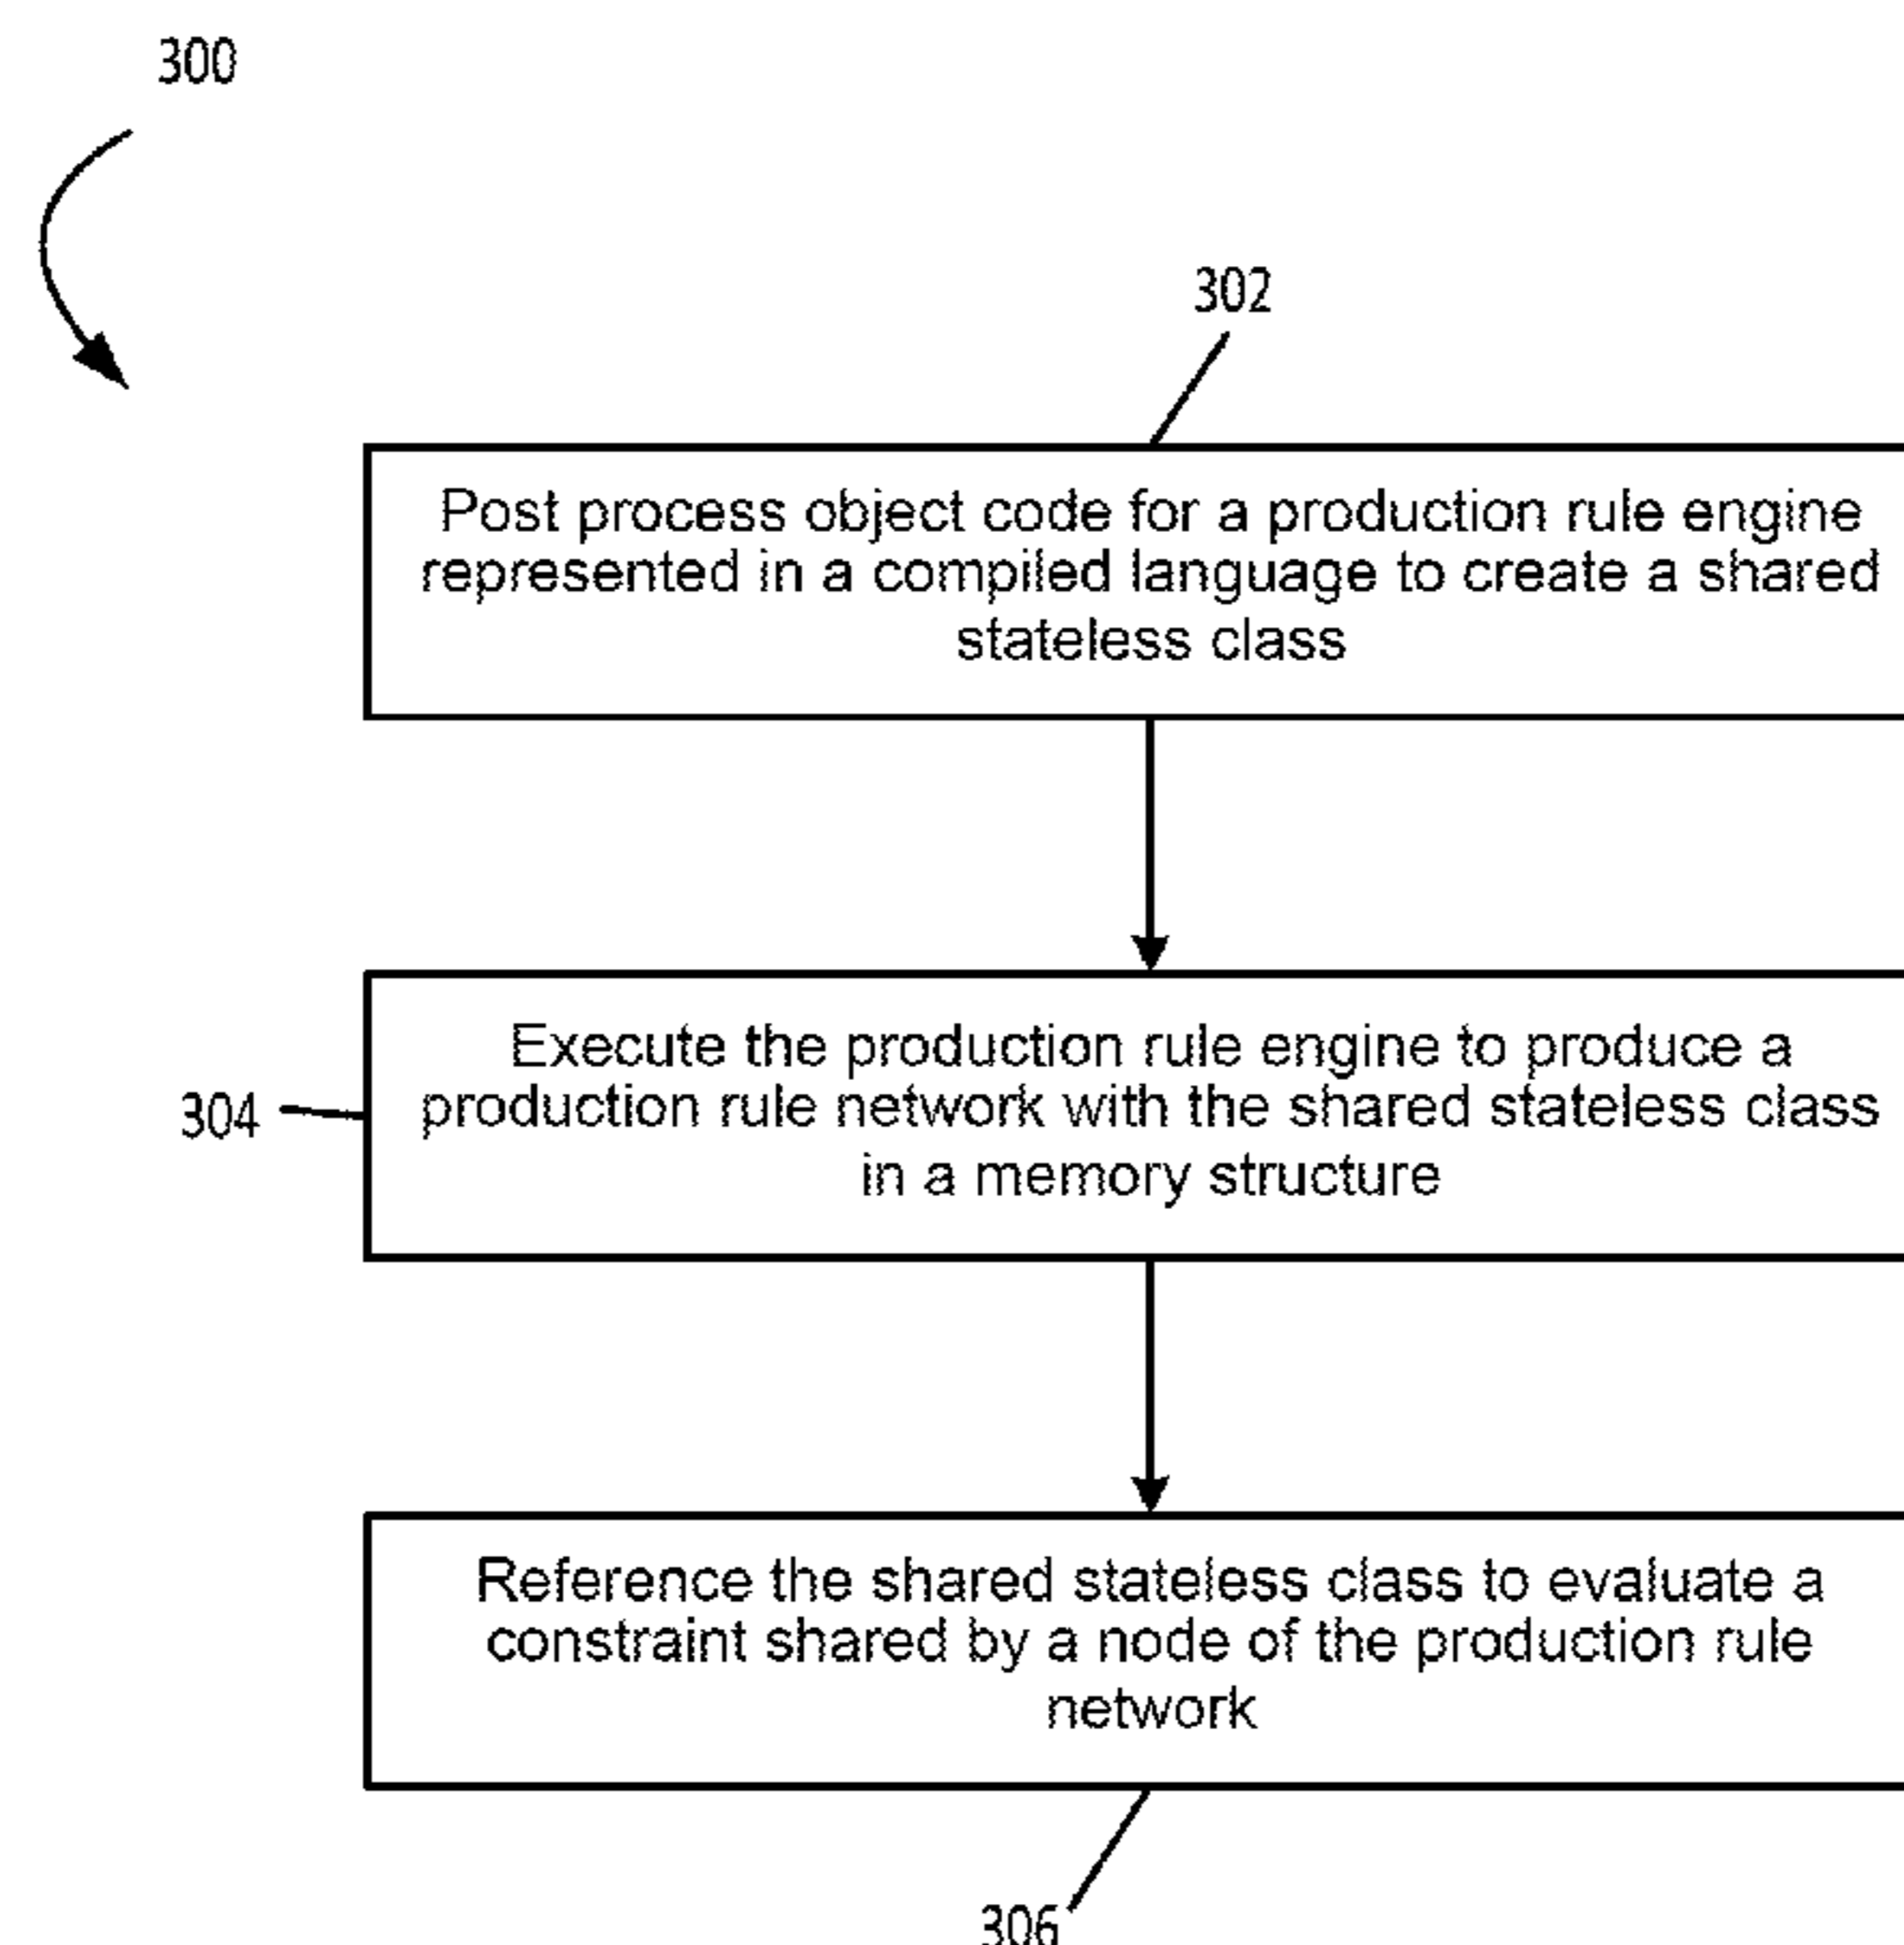 300
302
Post process object code for a production rule engine
represented in a compiled language to create a shared
stateless class
Execute the production rule engine to produce a
304
production rule network with the shared stateless class
in a memory structure
Reference the shared stateless class to evaluate a
constraint shared by a node of the production rule
network
306